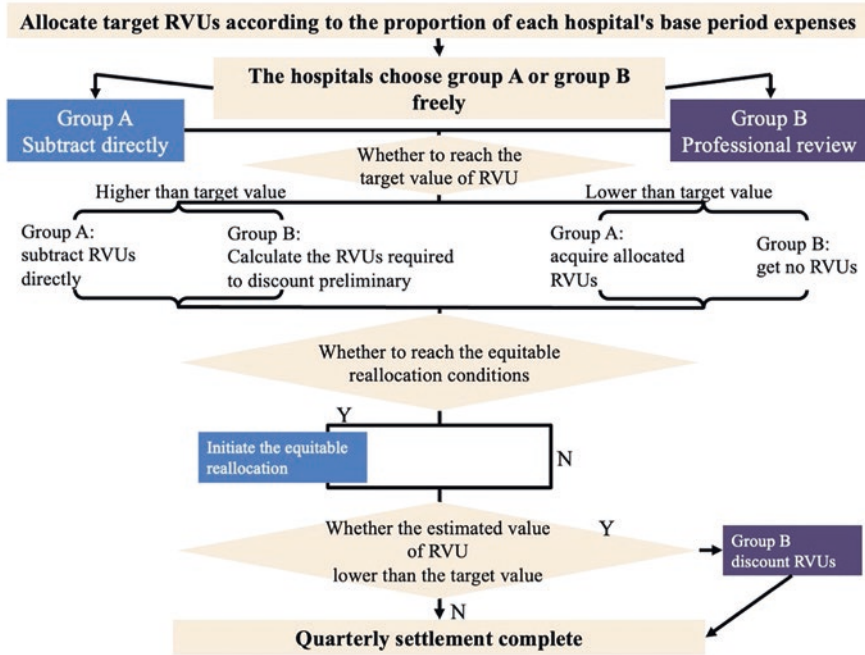 Allocate target RVUs according to the proportion of each hospital's base period expenses
The hospitals choose group A or group B
freely
Group A
Subtract directly
Group B
Professional review
Whether to reach the
target value of RVU
Higher than target value
Lower than target value
Group A:
subtract RVUs
directly
Group B:
Calculate the RVUs required
to discount preliminary
Group A:
acquire allocated
RVUs
Group B:
get no RVUs
Whether to reach the equitable
reallocation conditions
Y
Initiate the equitable
reallocation
N
Whether the estimated value
of RVU
lower than the target value
Y
Group B
discount RVUs
N
Quarterly settlement complete